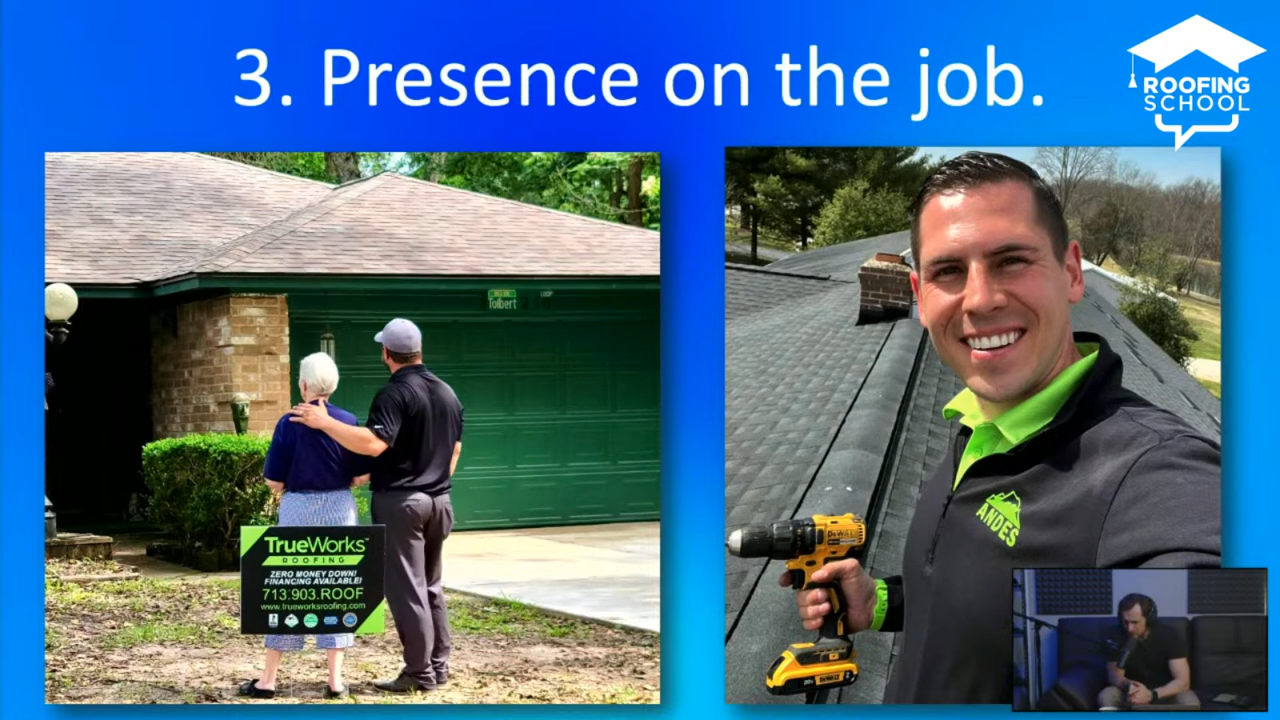 3. Presence on the job.
ROOFING
SCHOOL
Tolbert
TrueWorks
ROOFING
ZERO MONEY DOWN!
FINANCING AVAILABLE!
713.903.ROOF
www.trueworksroofing.com
DEWALT
ANDES
DEWALT